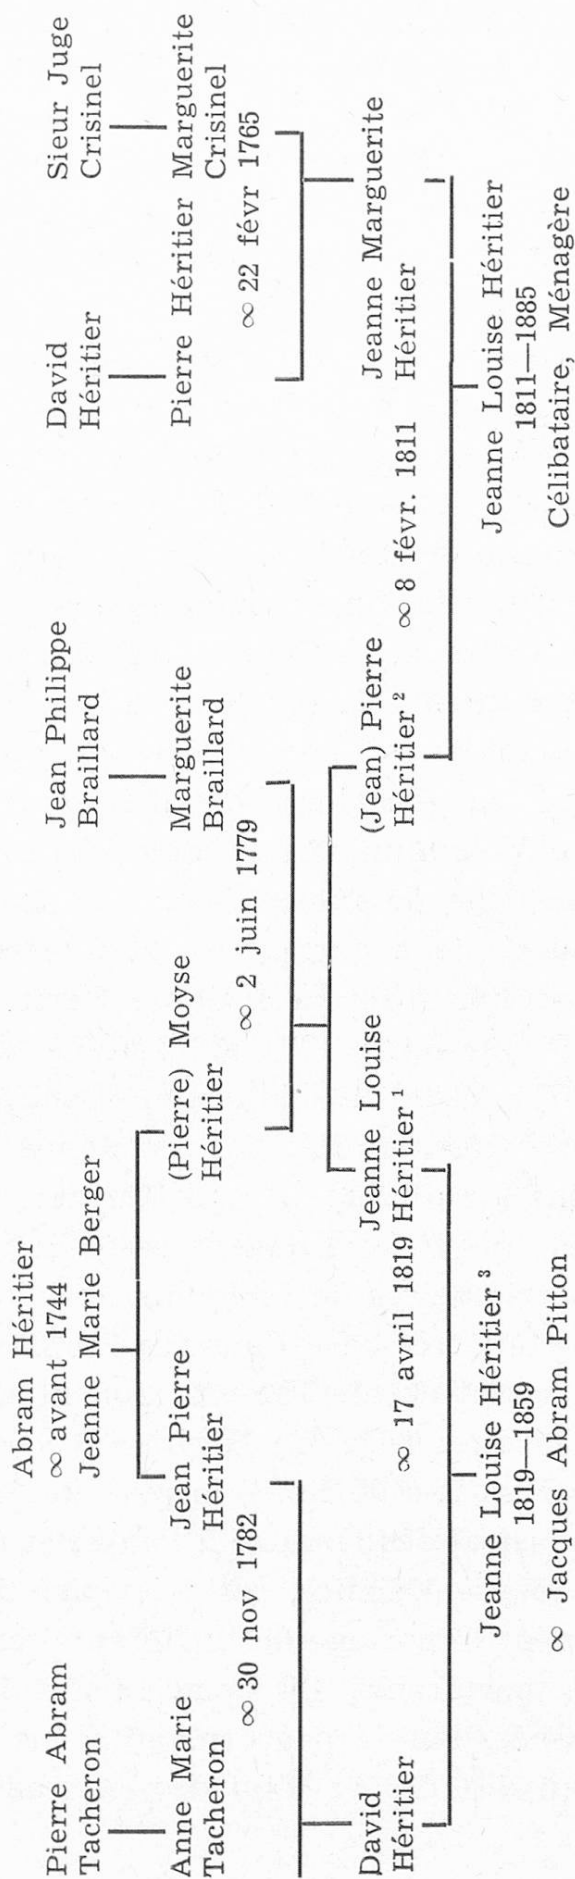 Abram Héritier
∞ avant 1744
Jeanne Marie Berger
Pierre Abram
Tacheron
Jean Philippe
Braillard
David
Héritier
Sieur Juge
Crisinel
Anne Marie
Tacheron
Jean Pierre
Héritier
(Pierre) Moyse
Héritier
Marguerite
Braillard
Pierre Héritier
Marguerite
Crisinel
∞ 30 nov 1782
∞ 2 juin 1779
∞ 22 févr 1765
David
Héritier
∞ 17 avril 1819
Jeanne Louise
Héritier ¹
(Jean) Pierre
Héritier ²
∞ 8 févr. 1811
Jeanne Marguerite
Héritier
Jeanne Louise Héritier ³
1819—1859
∞ Jacques Abram Pitton
Jeanne Louise Héritier
1811—1885
Célibataire, Ménagère